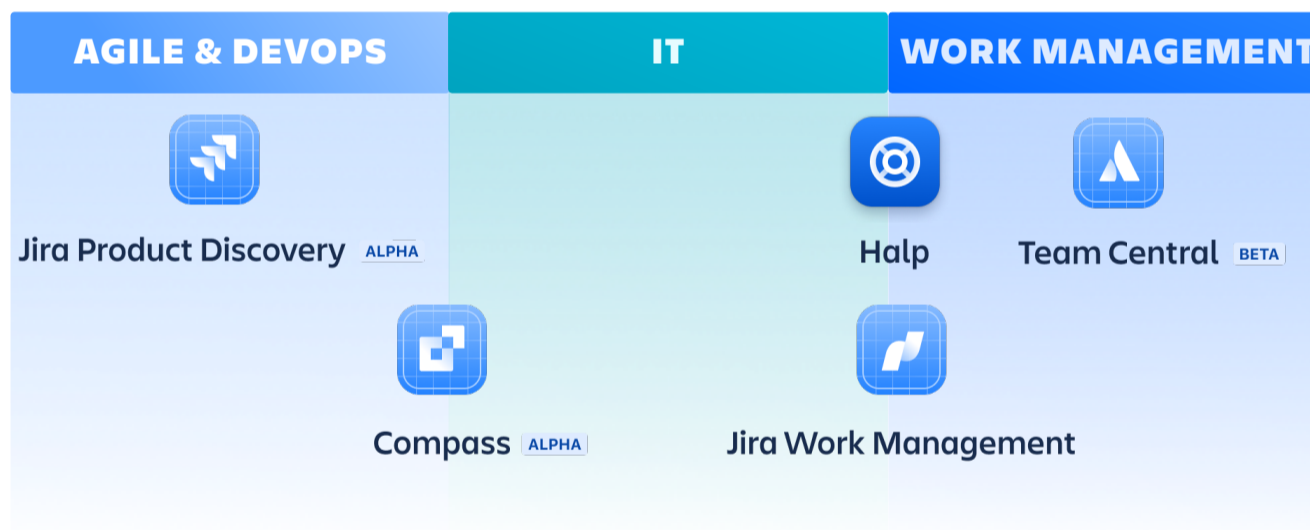 AGILE & DEVOPS
IT
WORK MANAGEMENT
Jira Product Discovery ALPHA
Halp
Team Central BETA
Compass ALPHA
Jira Work Management